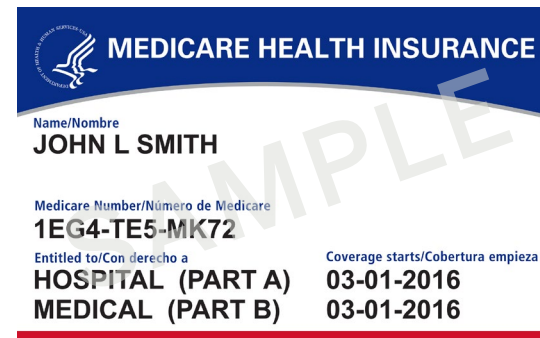 MEDICARE HEALTH INSURANCE
Name/Nombre
JOHN L SMITH
Medicare Number/Número de Medicare
1EG4-TE5-MK72
Entitled to/Con derecho a
Coverage starts/Cobertura empieza
HOSPITAL (PART A) 03-01-2016
MEDICAL (PART B) 03-01-2016
SAMPLE